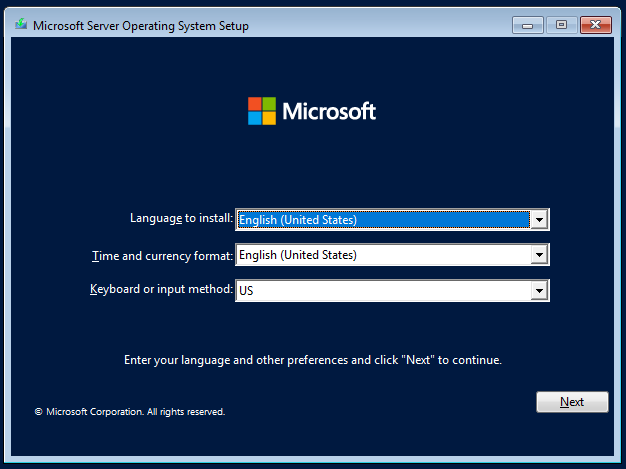 Microsoft Server Operating System Setup
Microsoft
Language to install: English (United States)
Time and currency format: English (United States)
Keyboard or input method: US
Enter your language and other preferences and click "Next" to continue.
Next
© Microsoft Corporation. All rights reserved.